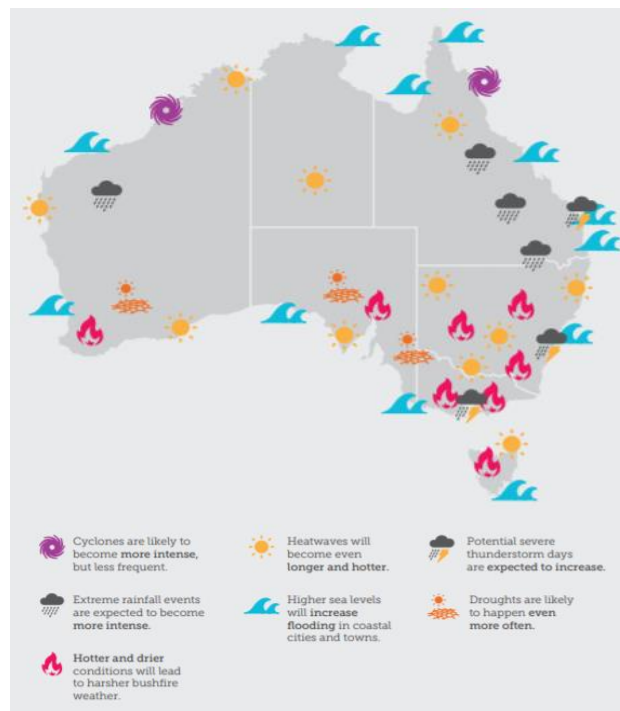 Cyclones are likely to
become more intense,
but less frequent.
Heatwaves will
become even
longer and hotter.
Potential severe
thunderstorm days
are expected to increase.
Extreme rainfall events
are expected to become
more intense.
Higher sea levels
will increase
flooding in coastal
cities and towns.
Droughts are likely
to happen even
more often.
Hotter and drier
conditions will lead
to harsher bushfire
weather.